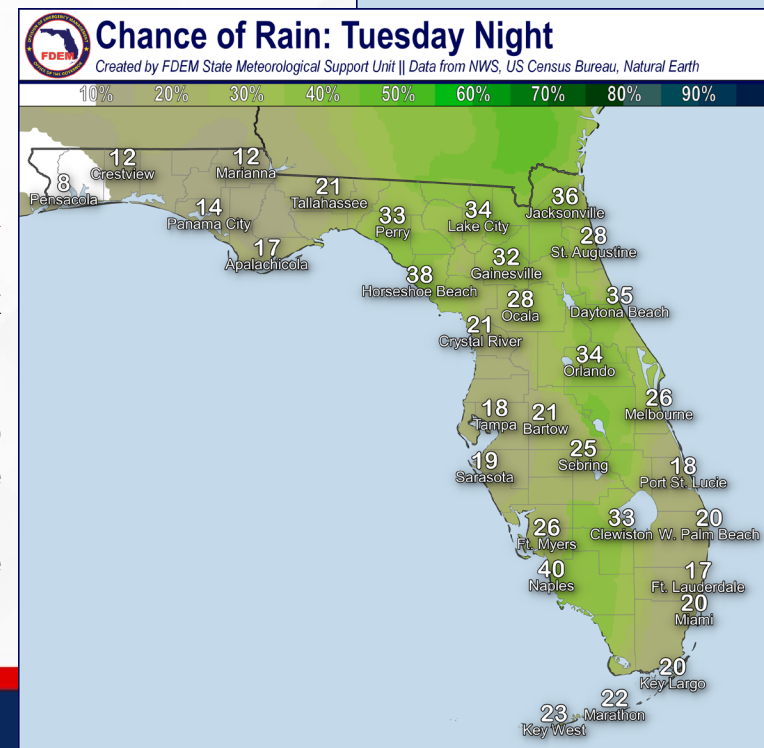 Chance of Rain: Tuesday Night
Created by FDEM State Meteorological Support Unit || Data from NWS, US Census Bureau, Natural Earth
FDEM
10% 20% 30% 40% 50% 60% 70% 80% 90%
12
Crestview
12
Marianna
8
Pensacola
21
Tallahassee
14
Panama City
17
Apalachicola
33
Perry
34
Lake City
36
Jacksonville
28
St. Augustine
32
Gainesville
38
Horseshoe Beach
28
Ocala
35
Daytona Beach
21
Crystal River
34
Orlando
26
Melbourne
18
Tampa
21
Bartow
25
Sebring
19
Sarasota
18
Port St. Lucie
26
Ft. Myers
33
Clewiston
20
W. Palm Beach
40
Naples
17
Ft. Lauderdale
20
Miami
20
Key Largo
22
Marathon
23
Key West